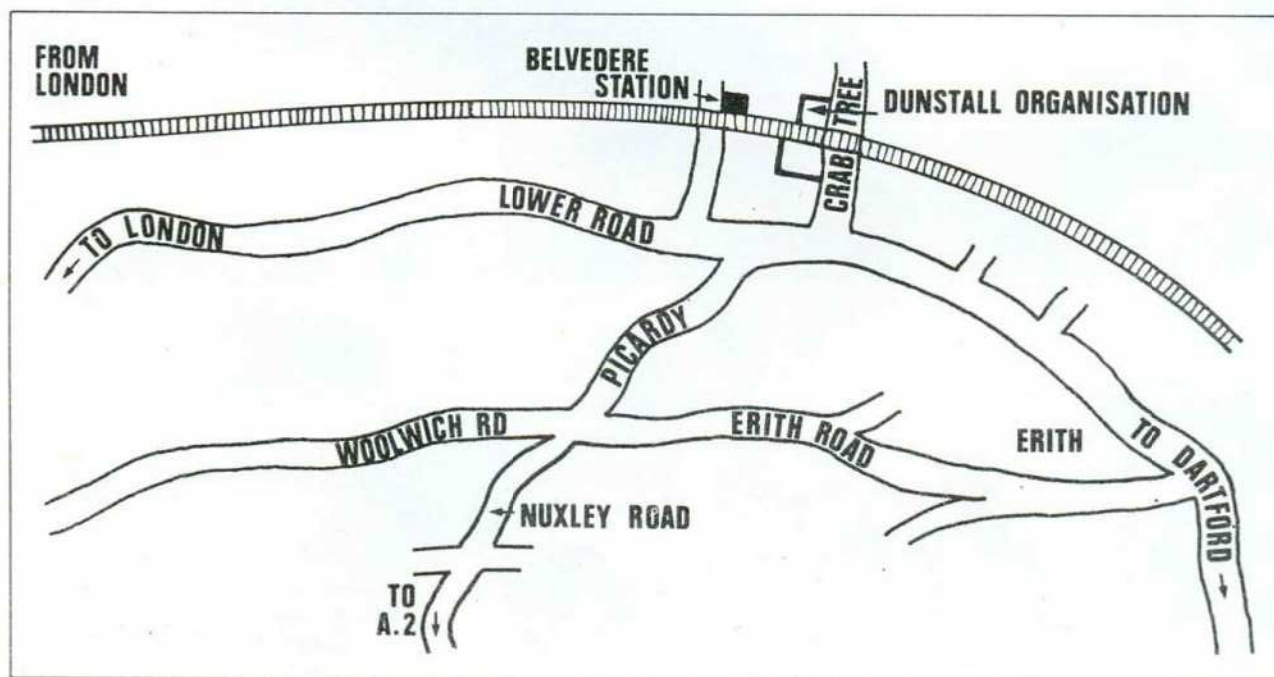 FROM
LONDON
BELVEDERE
STATION
DUNSTALL ORGANISATION
CRAB TREE
LOWER ROAD
TO LONDON
PICARDY
WOOLWICH RD
ERITH ROAD
ERITH
TO DARTFORD
NUXLEY ROAD
TO
A.2